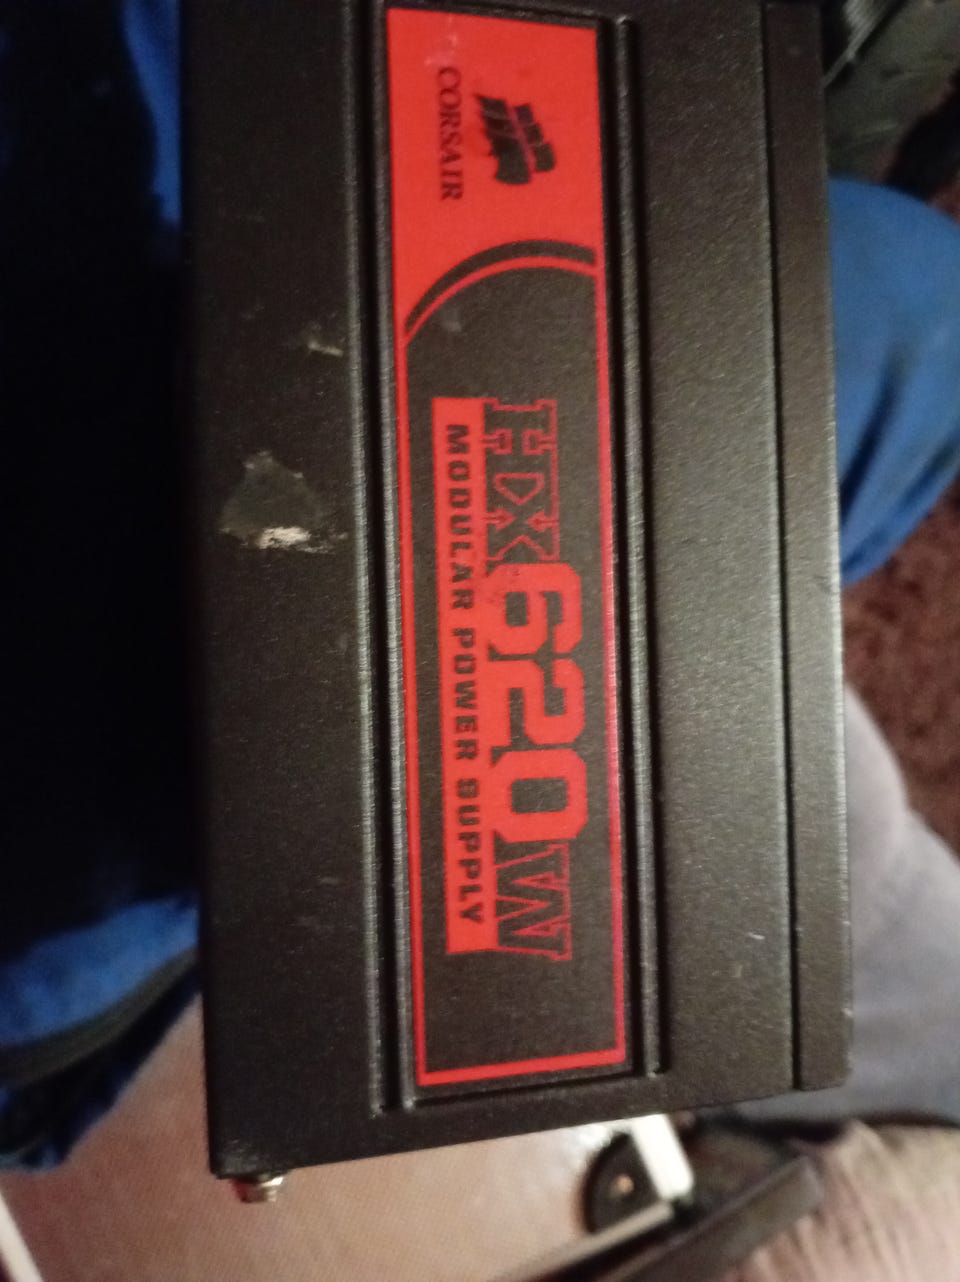 CORSAIR
HX620W
MODULAR POWER SUPPLY